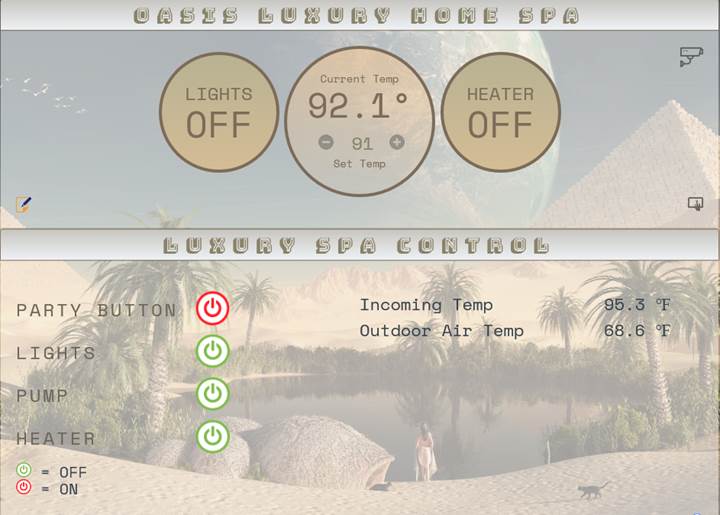 OASIS LUXURY HOME SPA
LIGHTS
OFF
Current Temp
92.1°
91
Set Temp
HEATER
OFF
LUXURY SPA CONTROL
PARTY BUTTON
LIGHTS
PUMP
HEATER
= OFF
= ON
Incoming Temp 95.3 °F
Outdoor Air Temp 68.6 °F